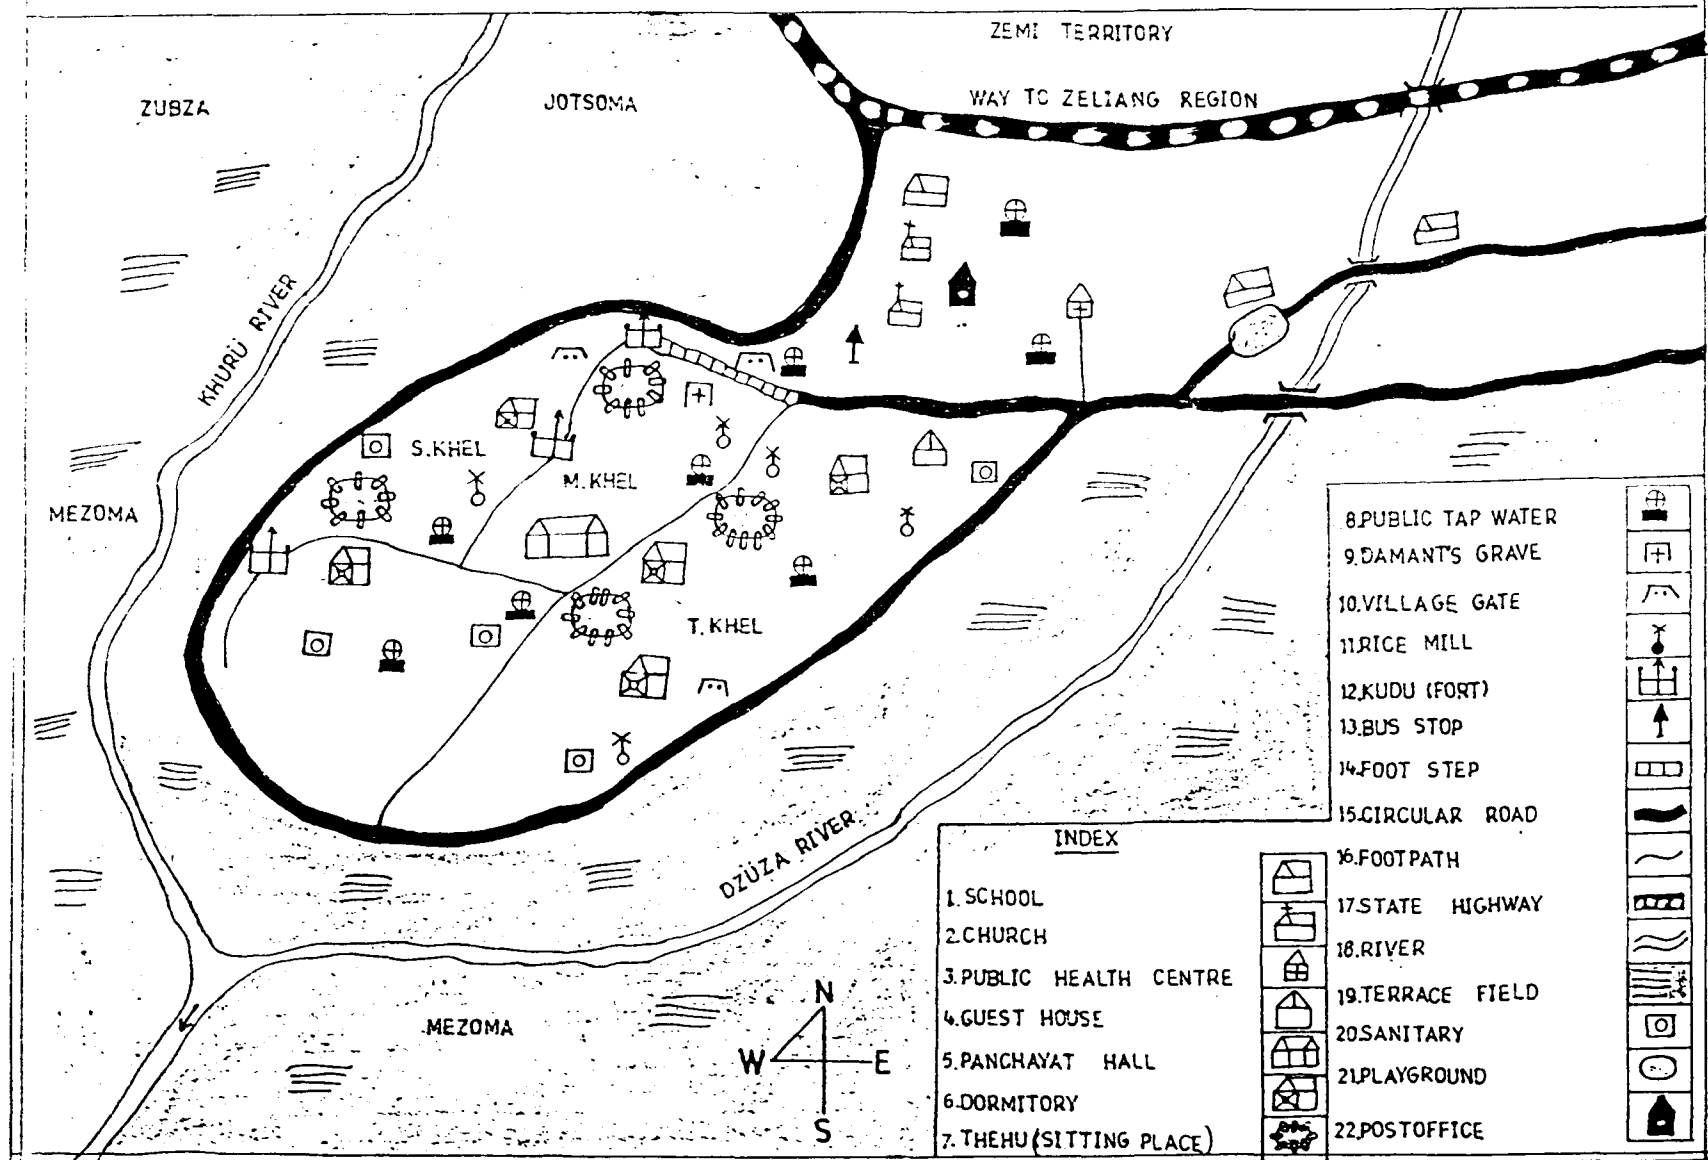 ZEMI TERRITORY
WAY TO ZELIANG REGION
ZUBZA
JOTSOMA
KHURÜ RIVER
S.KHEL
M.KHEL
MEZOMA
T.KHEL
DZÜZA RIVER
MEZOMA
N
W E
S
INDEX
1. SCHOOL
2.CHURCH
3.PUBLIC HEALTH CENTRE
4.GUEST HOUSE
5.PANCHAYAT HALL
6.DORMITORY
7. THEHU (SITTING PLACE)
8.PUBLIC TAP WATER
9.DAMANT'S GRAVE
10.VILLAGE GATE
11.RICE MILL
12.KUDU (FORT)
13.BUS STOP
14.FOOT STEP
15.CIRCULAR ROAD
16.FOOTPATH
17.STATE HIGHWAY
18.RIVER
19.TERRACE FIELD
20.SANITARY
21.PLAYGROUND
22.POSTOFFICE